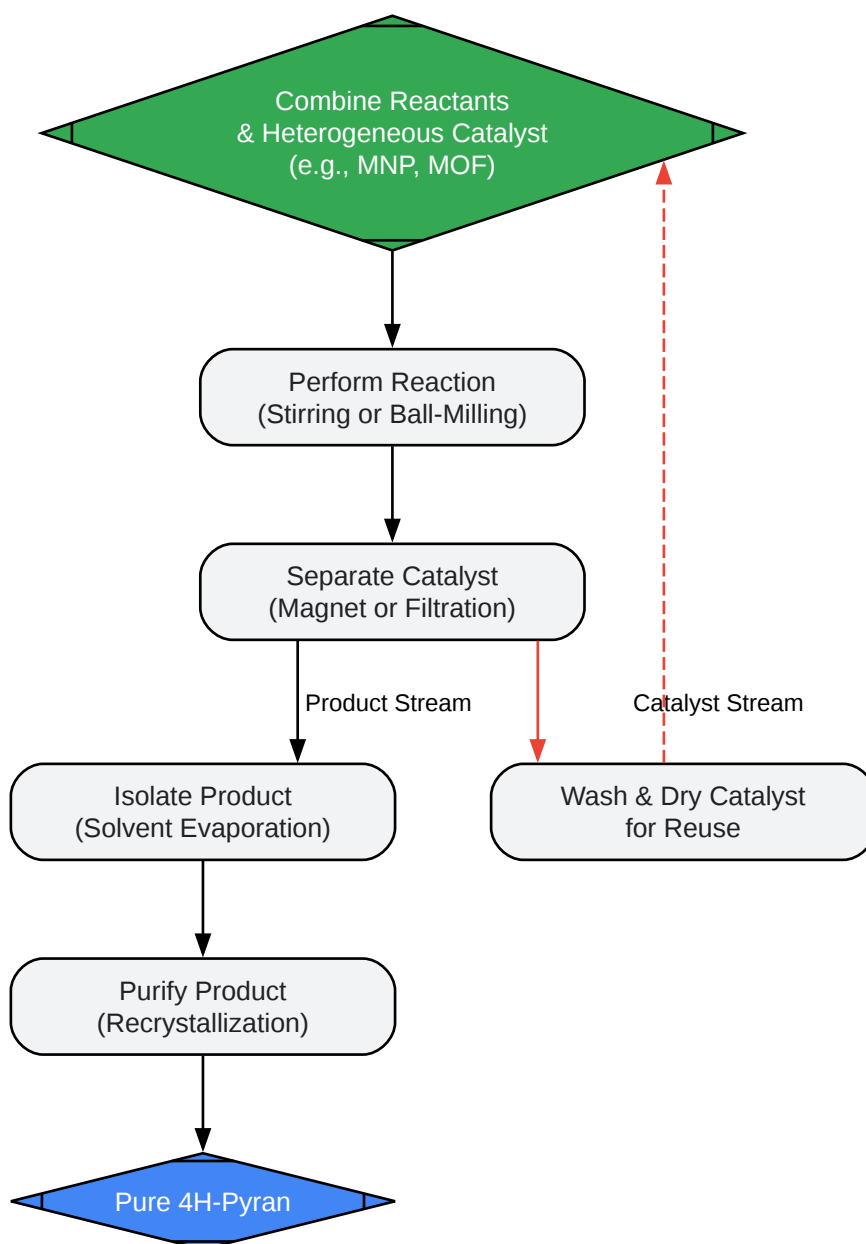 Combine Reactants
& Heterogeneous Catalyst
(e.g., MNP, MOF)
Perform Reaction
(Stirring or Ball-Milling)
Separate Catalyst
(Magnet or Filtration)
Product Stream
Catalyst Stream
Isolate Product
(Solvent Evaporation)
Wash & Dry Catalyst
for Reuse
Purify Product
(Recrystallization)
Pure 4H-Pyran